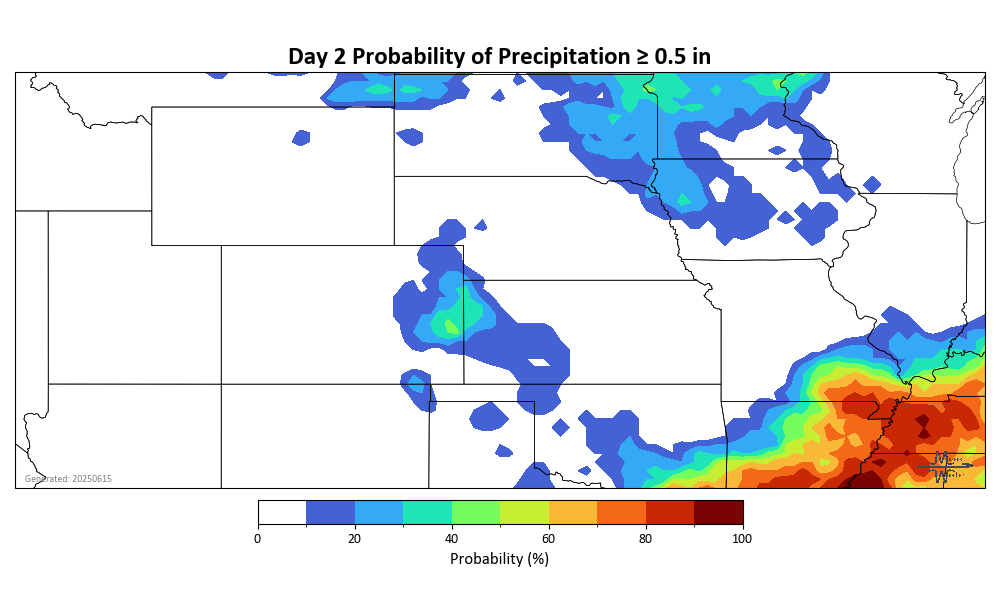 Day 2 Probability of Precipitation ≥ 0.5 in
Generated: 20250615
0 20 40 60 80 100
Probability (%)